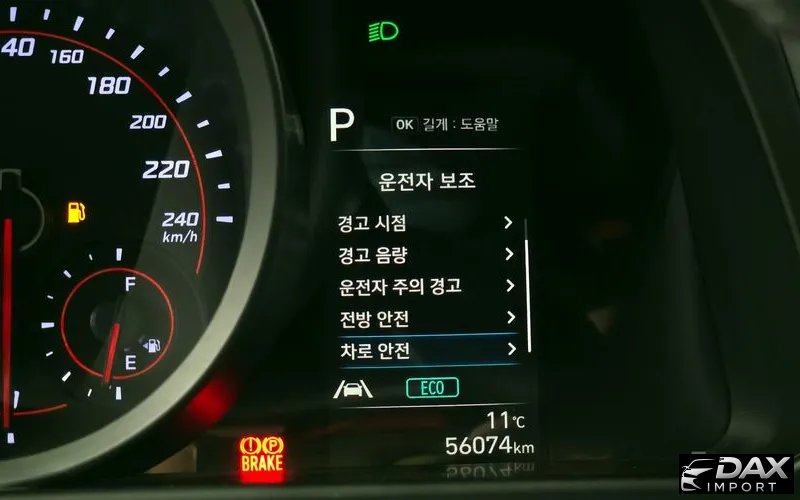 40
160
180
200
220
240
km/h
F
E
P
OK 길게 : 도움말
운전자 보조
경고 시점
경고 음량
운전자 주의 경고
전방 안전
차로 안전
ECO
11℃
56074km
(!) (P)
BRAKE
DAX
IMPORT